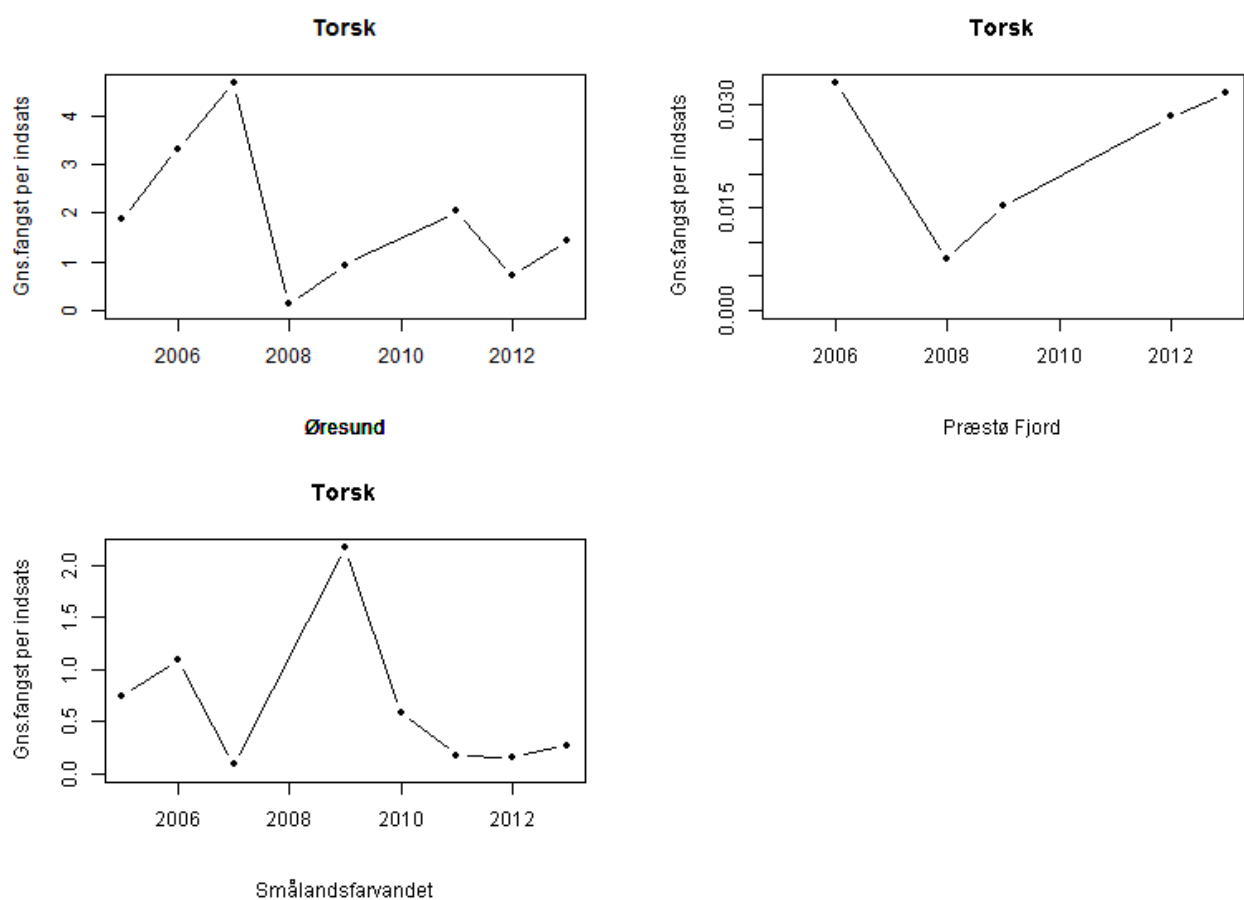 Torsk
Gns.fangst per indsats
0 1 2 3 4
2006 2008 2010 2012
Øresund
Torsk
Gns.fangst per indsats
0.000 0.015 0.030
2006 2008 2010 2012
Præstø Fjord
Torsk
Gns.fangst per indsats
0.0 0.5 1.0 1.5 2.0
2006 2008 2010 2012
Smålandsfarvandet